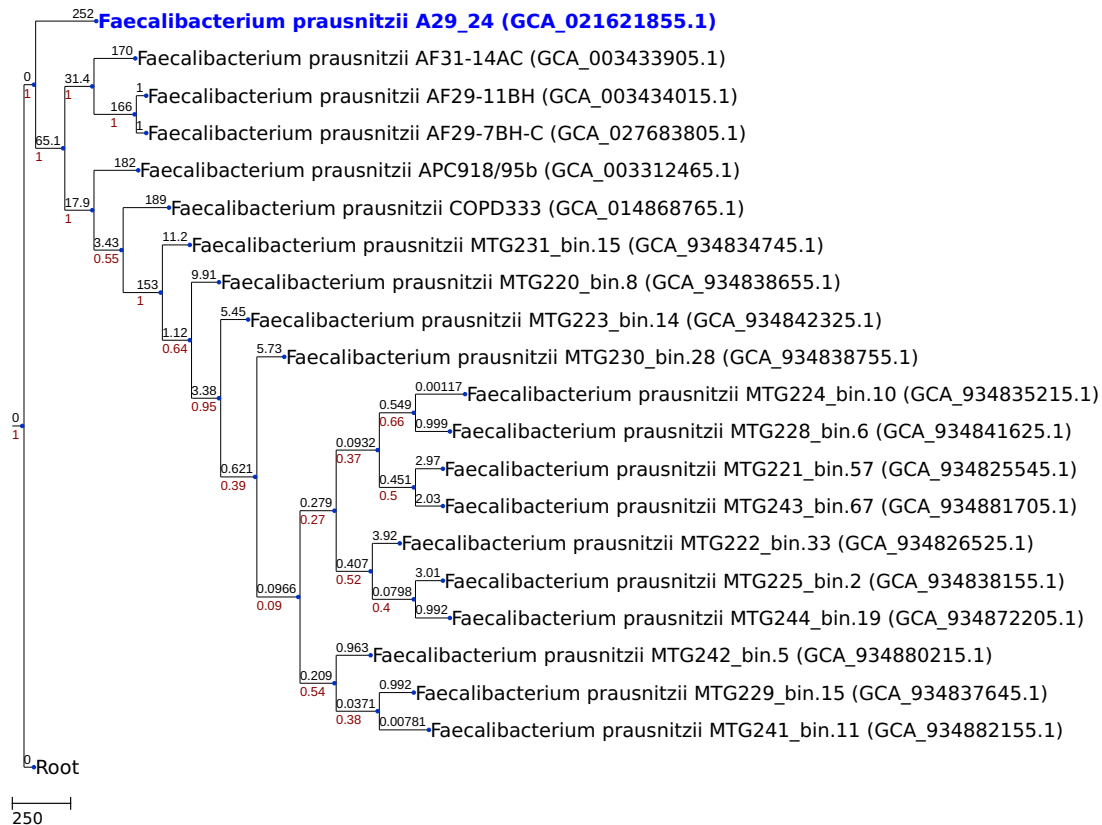 252 Faecalibacterium prausnitzii A29_24 (GCA_021621855.1)
170 Faecalibacterium prausnitzii AF31-14AC (GCA_003433905.1)
0
1
31.4
1
1 Faecalibacterium prausnitzii AF29-11BH (GCA_003434015.1)
166
1
1 Faecalibacterium prausnitzii AF29-7BH-C (GCA_027683805.1)
65.1
1
182 Faecalibacterium prausnitzii APC918/95b (GCA_003312465.1)
17.9
1
189 Faecalibacterium prausnitzii COPD333 (GCA_014868765.1)
3.43
0.55
11.2 Faecalibacterium prausnitzii MTG231_bin.15 (GCA_934834745.1)
153
1
9.91 Faecalibacterium prausnitzii MTG220_bin.8 (GCA_934838655.1)
5.45 Faecalibacterium prausnitzii MTG223_bin.14 (GCA_934842325.1)
1.12
0.64
5.73 Faecalibacterium prausnitzii MTG230_bin.28 (GCA_934838755.1)
3.38
0.95
0.00117 Faecalibacterium prausnitzii MTG224_bin.10 (GCA_934835215.1)
0.549
0.66
0
1
0.999 Faecalibacterium prausnitzii MTG228_bin.6 (GCA_934841625.1)
0.0932
0.37
2.97 Faecalibacterium prausnitzii MTG221_bin.57 (GCA_934825545.1)
0.621
0.39
0.451
0.5
2.03 Faecalibacterium prausnitzii MTG243_bin.67 (GCA_934881705.1)
0.279
0.27
3.92 Faecalibacterium prausnitzii MTG222_bin.33 (GCA_934826525.1)
0.407
0.52
3.01 Faecalibacterium prausnitzii MTG225_bin.2 (GCA_934838155.1)
0.0966
0.09
0.0798
0.4
0.992 Faecalibacterium prausnitzii MTG244_bin.19 (GCA_934872205.1)
0.963 Faecalibacterium prausnitzii MTG242_bin.5 (GCA_934880215.1)
0.209
0.54
0.992 Faecalibacterium prausnitzii MTG229_bin.15 (GCA_934837645.1)
0.0371
0.38
0.00781 Faecalibacterium prausnitzii MTG241_bin.11 (GCA_934882155.1)
0 Root
250